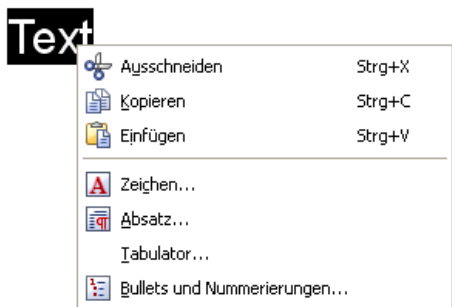 Text
Ausschneiden Strg+X
Kopieren Strg+C
Einfügen Strg+V
Zeichen...
Absatz...
Tabulator...
Bullets und Nummerierungen...